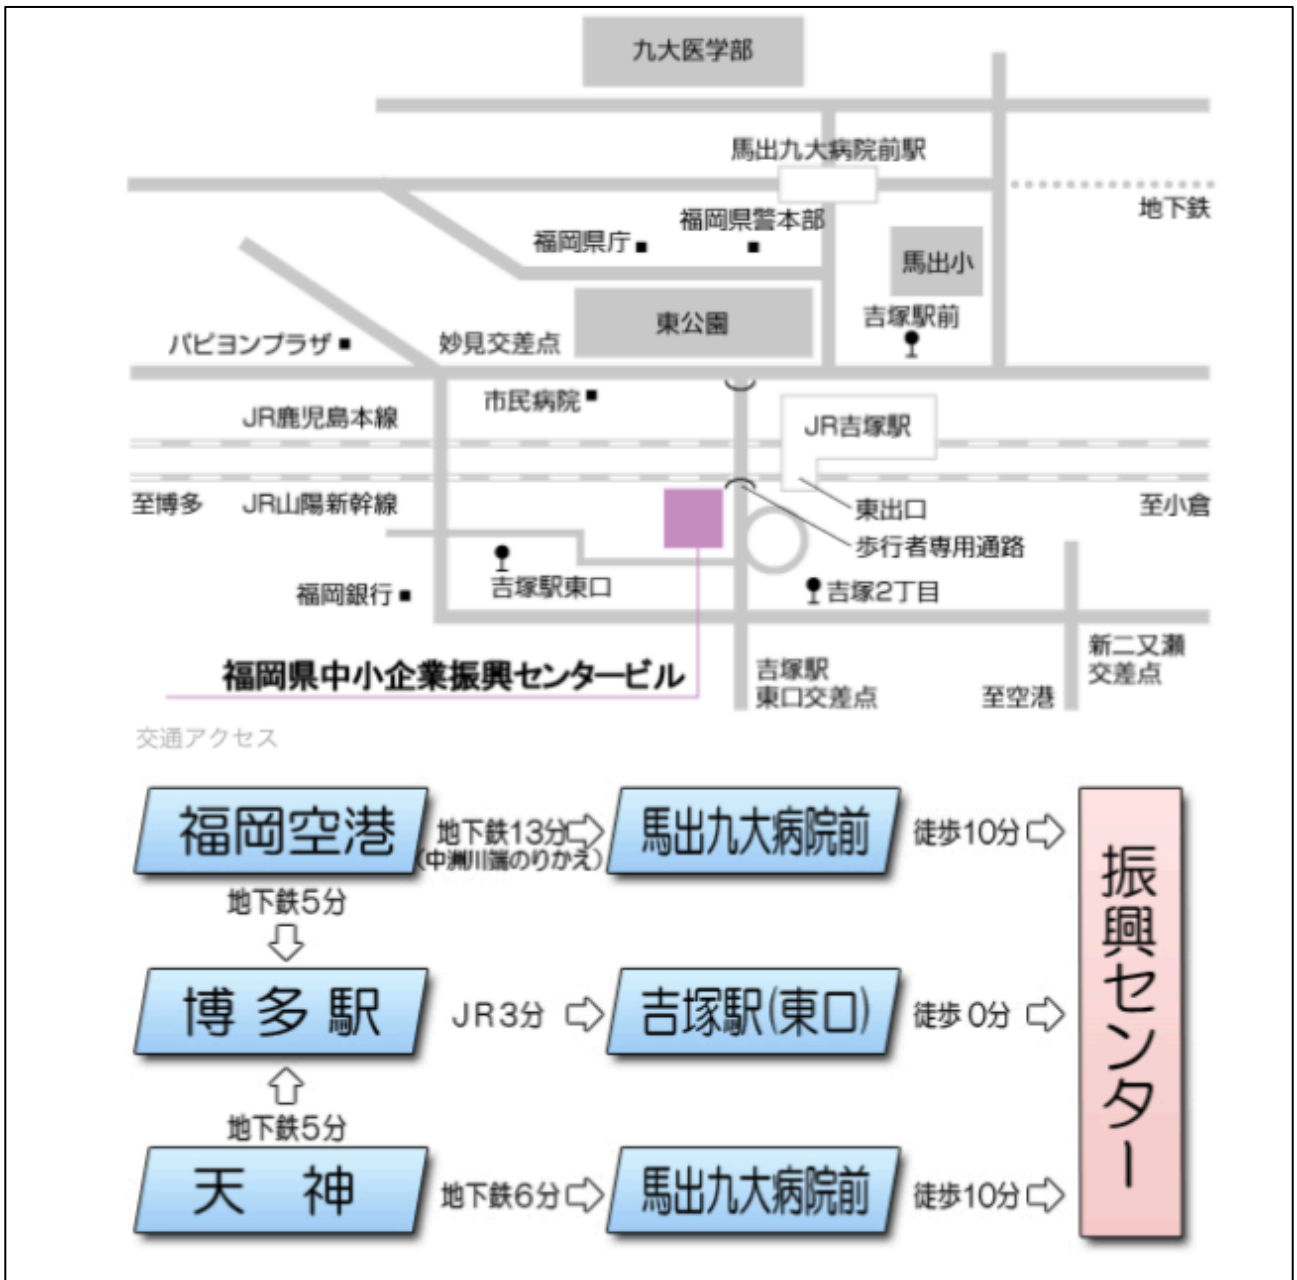 九大医学部
馬出九大病院前駅
地下鉄
福岡県警本部
福岡県庁
馬出小
東公園
吉塚駅前
パピヨンプラザ
妙見交差点
市民病院
JR鹿児島本線
JR吉塚駅
至博多
JR山陽新幹線
東出口
至小倉
歩行者専用通路
吉塚駅東口
吉塚2丁目
福岡銀行
福岡県中小企業振興センタービル
吉塚駅
東口交差点
新二又瀬
交差点
至空港
交通アクセス
福岡空港
地下鉄13分
(中洲川端のりかえ)
馬出九大病院前
徒歩10分
地下鉄5分
博多駅
JR3分
吉塚駅(東口)
徒歩0分
地下鉄5分
天神
地下鉄6分
馬出九大病院前
徒歩10分
振興センター